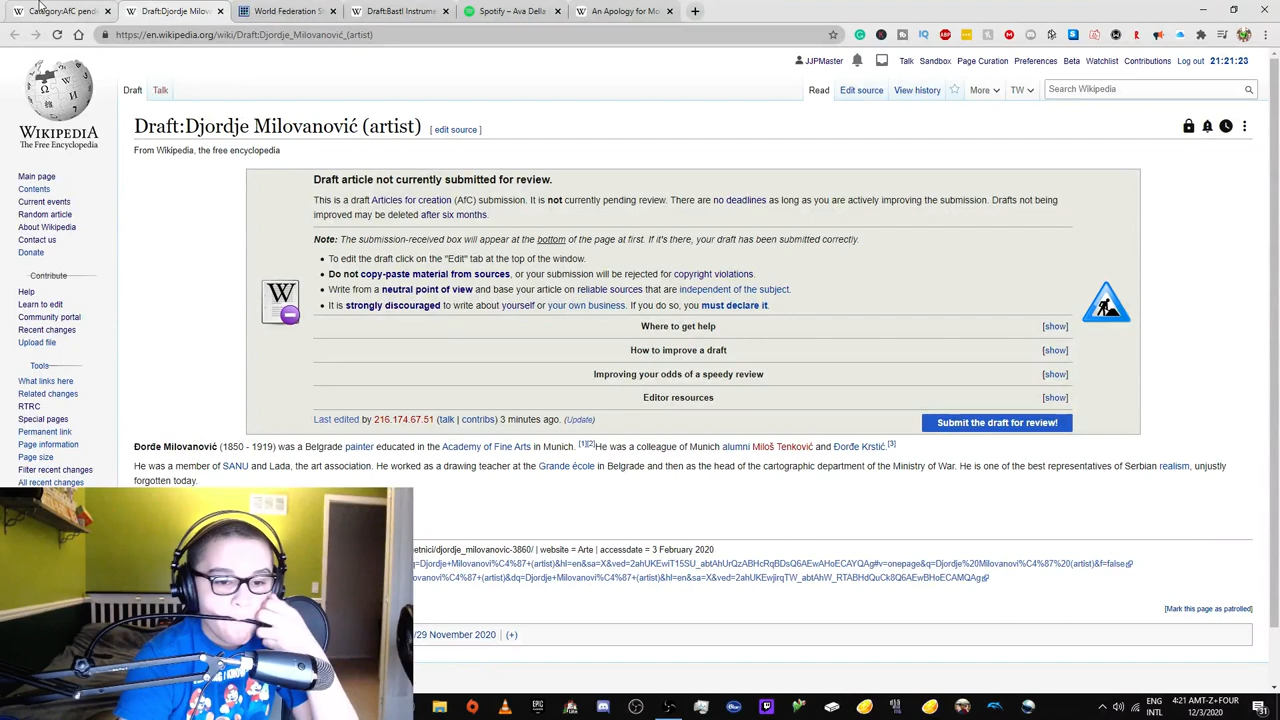 Category:AfC pend
Draft:Djordje Milov
World Federation S
Draft:Bastl Instrume
Spotify – Ava Della
An Apology for Mo
https://en.wikipedia.org/wiki/Draft:Djordje_Milovanović_(artist)
JJPMaster Talk Sandbox Page Curation Preferences Beta Watchlist Contributions Log out 21:21:23
Draft Talk Read Edit source View history More TW Search Wikipedia
WIKIPEDIA
The Free Encyclopedia
Main page
Contents
Current events
Random article
About Wikipedia
Contact us
Donate
Contribute
Help
Learn to edit
Community portal
Recent changes
Upload file
Tools
What links here
Related changes
RTRC
Special pages
Permanent link
Page information
Page size
Filter recent changes
All recent changes
Draft:Djordje Milovanović (artist) [ edit source ]
From Wikipedia, the free encyclopedia
Draft article not currently submitted for review.
This is a draft Articles for creation (AfC) submission. It is not currently pending review. There are no deadlines as long as you are actively improving the submission. Drafts not being
improved may be deleted after six months.
Note: The submission-received box will appear at the bottom of the page at first. If it's there, your draft has been submitted correctly.
• To edit the draft click on the "Edit" tab at the top of the window.
• Do not copy-paste material from sources, or your submission will be rejected for copyright violations.
• Write from a neutral point of view and base your article on reliable sources that are independent of the subject.
• It is strongly discouraged to write about yourself or your own business. If you do so, you must declare it.
Where to get help [show]
How to improve a draft [show]
Improving your odds of a speedy review [show]
Editor resources [show]
Last edited by 216.174.67.51 (talk | contribs) 3 minutes ago. (Update) Submit the draft for review!
Đorđe Milovanović (1850 - 1919) was a Belgrade painter educated in the Academy of Fine Arts in Munich. [1][2]He was a colleague of Munich alumni Miloš Tenković and Đorđe Krstić.[3]
He was a member of SANU and Lada, the art association. He worked as a drawing teacher at the Grande école in Belgrade and then as the head of the cartographic department of the Ministry of War. He is one of the best representatives of Serbian realism, unjustly
forgotten today.
etnici/djordje_milovanovic-3860/ | website = Arte | accessdate = 3 February 2020
[Mark this page as patrolled]
/29 November 2020 (+)
ENG
INTL
4:21 AMT-Z+FOUR
12/3/2020